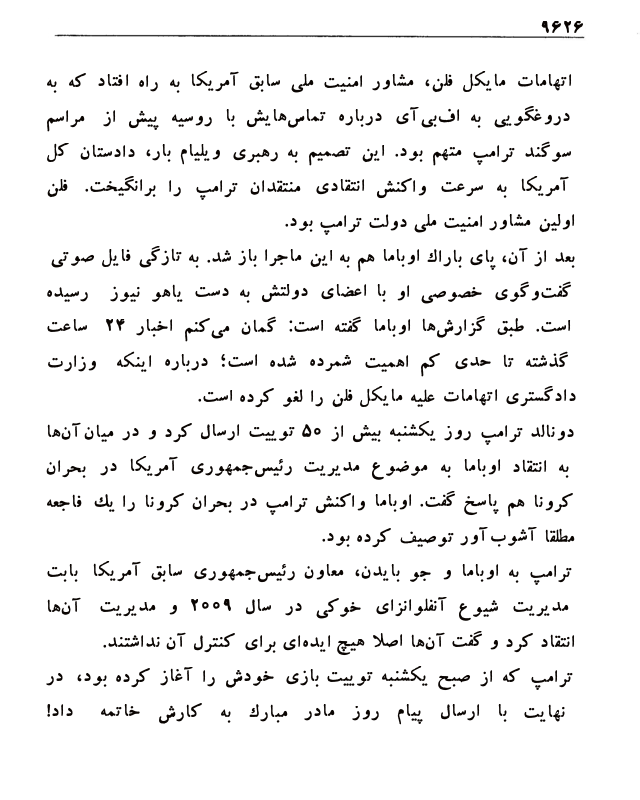 ۹۶۲۶
اتهامات مایکل فلن، مشاور امنیت ملی سابق آمریکا به راه افتاد که به
دروغگویی به اف‌بی‌آی درباره تماس‌هایش با روسیه پیش از مراسم
سوگند ترامپ متهم بود. این تصمیم به رهبری ویلیام بار، دادستان کل
آمریکا به سرعت واکنش انتقادی منتقدان ترامپ را برانگیخت. فلن
اولین مشاور امنیت ملی دولت ترامپ بود.
بعد از آن، پای باراك اوباما هم به این ماجرا باز شد. به تازگی فایل صوتی
گفت‌وگوی خصوصی او با اعضای دولتش به دست یاهو نیوز رسیده
است. طبق گزارش‌ها اوباما گفته است: گمان می‌کنم اخبار ۲۴ ساعت
گذشته تا حدی کم اهمیت شمرده شده است؛ درباره اینکه وزارت
دادگستری اتهامات علیه مایکل فلن را لغو کرده است.
دونالد ترامپ روز یکشنبه بیش از ۵۰ توییت ارسال کرد و در میان آن‌ها
به انتقاد اوباما به موضوع مدیریت رئیس‌جمهوری آمریکا در بحران
کرونا هم پاسخ گفت. اوباما واکنش ترامپ در بحران کرونا را یك فاجعه
مطلقا آشوب‌آور توصیف کرده بود.
ترامپ به اوباما و جو بایدن، معاون رئیس‌جمهوری سابق آمریکا بابت
مدیریت شیوع آنفلوانزای خوکی در سال ۲۰۰۹ و مدیریت آن‌ها
انتقاد کرد و گفت آن‌ها اصلا هیچ ایده‌ای برای کنترل آن نداشتند.
ترامپ که از صبح یکشنبه توییت بازی خودش را آغاز کرده بود، در
نهایت با ارسال پیام روز مادر مبارك به کارش خاتمه داد!